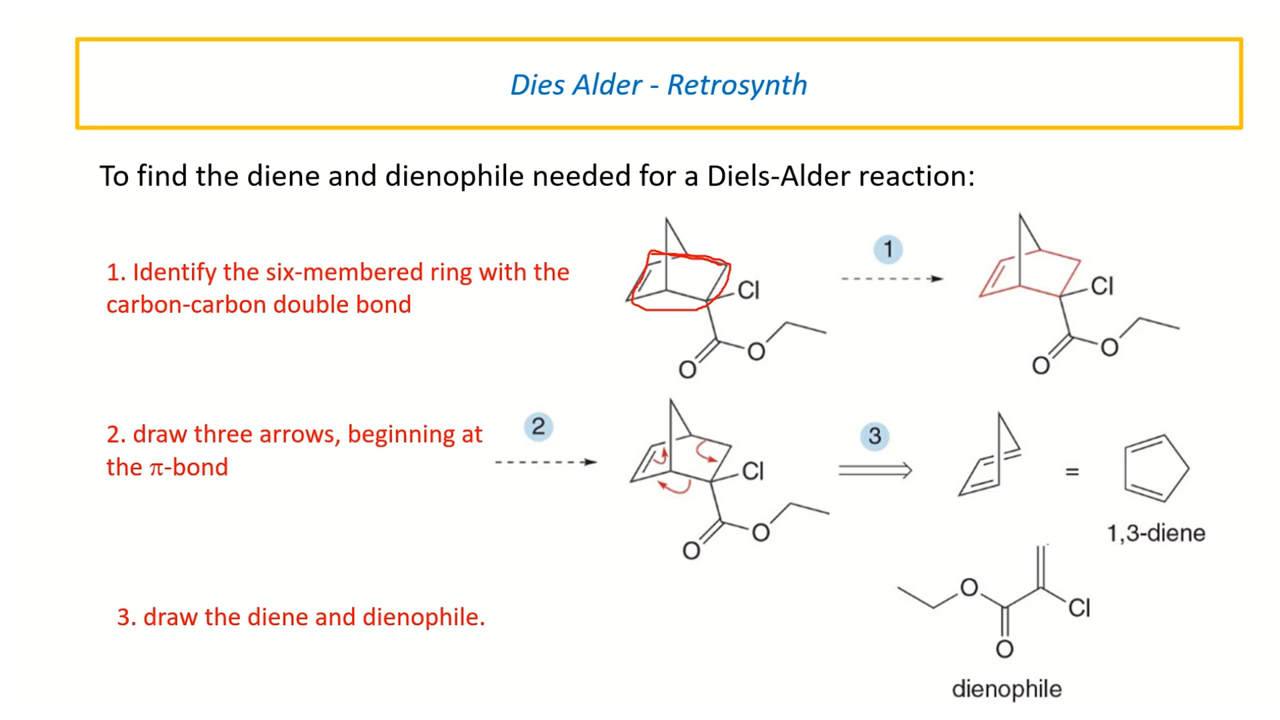 Dies Alder - Retrosynth
To find the diene and dienophile needed for a Diels-Alder reaction:
1. Identify the six-membered ring with the
carbon-carbon double bond
Cl
O
O
1
Cl
O
O
2. draw three arrows, beginning at
the π-bond
2
Cl
O
O
3
=
1,3-diene
3. draw the diene and dienophile.
O
Cl
O
dienophile